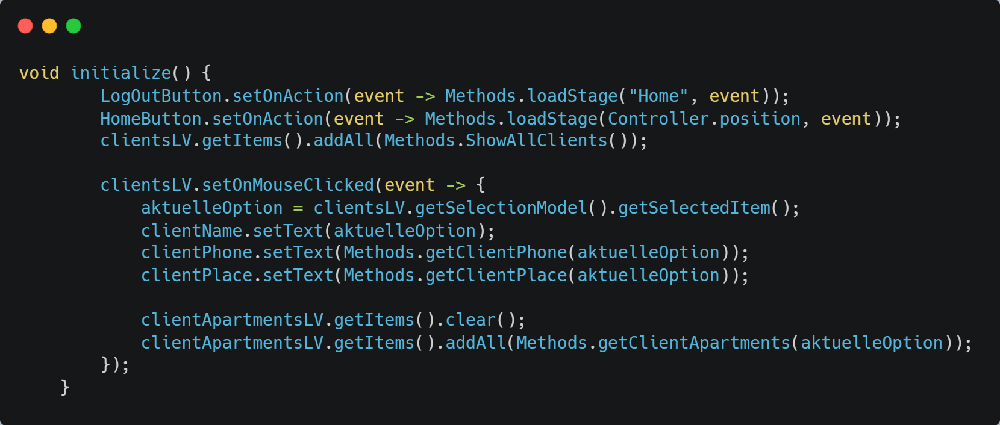 void initialize() {
        LogOutButton.setOnAction(event -> Methods.loadStage("Home", event));
        HomeButton.setOnAction(event -> Methods.loadStage(Controller.position, event));
        clientsLV.getItems().addAll(Methods.ShowAllClients());

        clientsLV.setOnMouseClicked(event -> {
            aktuelleOption = clientsLV.getSelectionModel().getSelectedItem();
            clientName.setText(aktuelleOption);
            clientPhone.setText(Methods.getClientPhone(aktuelleOption));
            clientPlace.setText(Methods.getClientPlace(aktuelleOption));

            clientApartmentsLV.getItems().clear();
            clientApartmentsLV.getItems().addAll(Methods.getClientApartments(aktuelleOption));
        });
    }